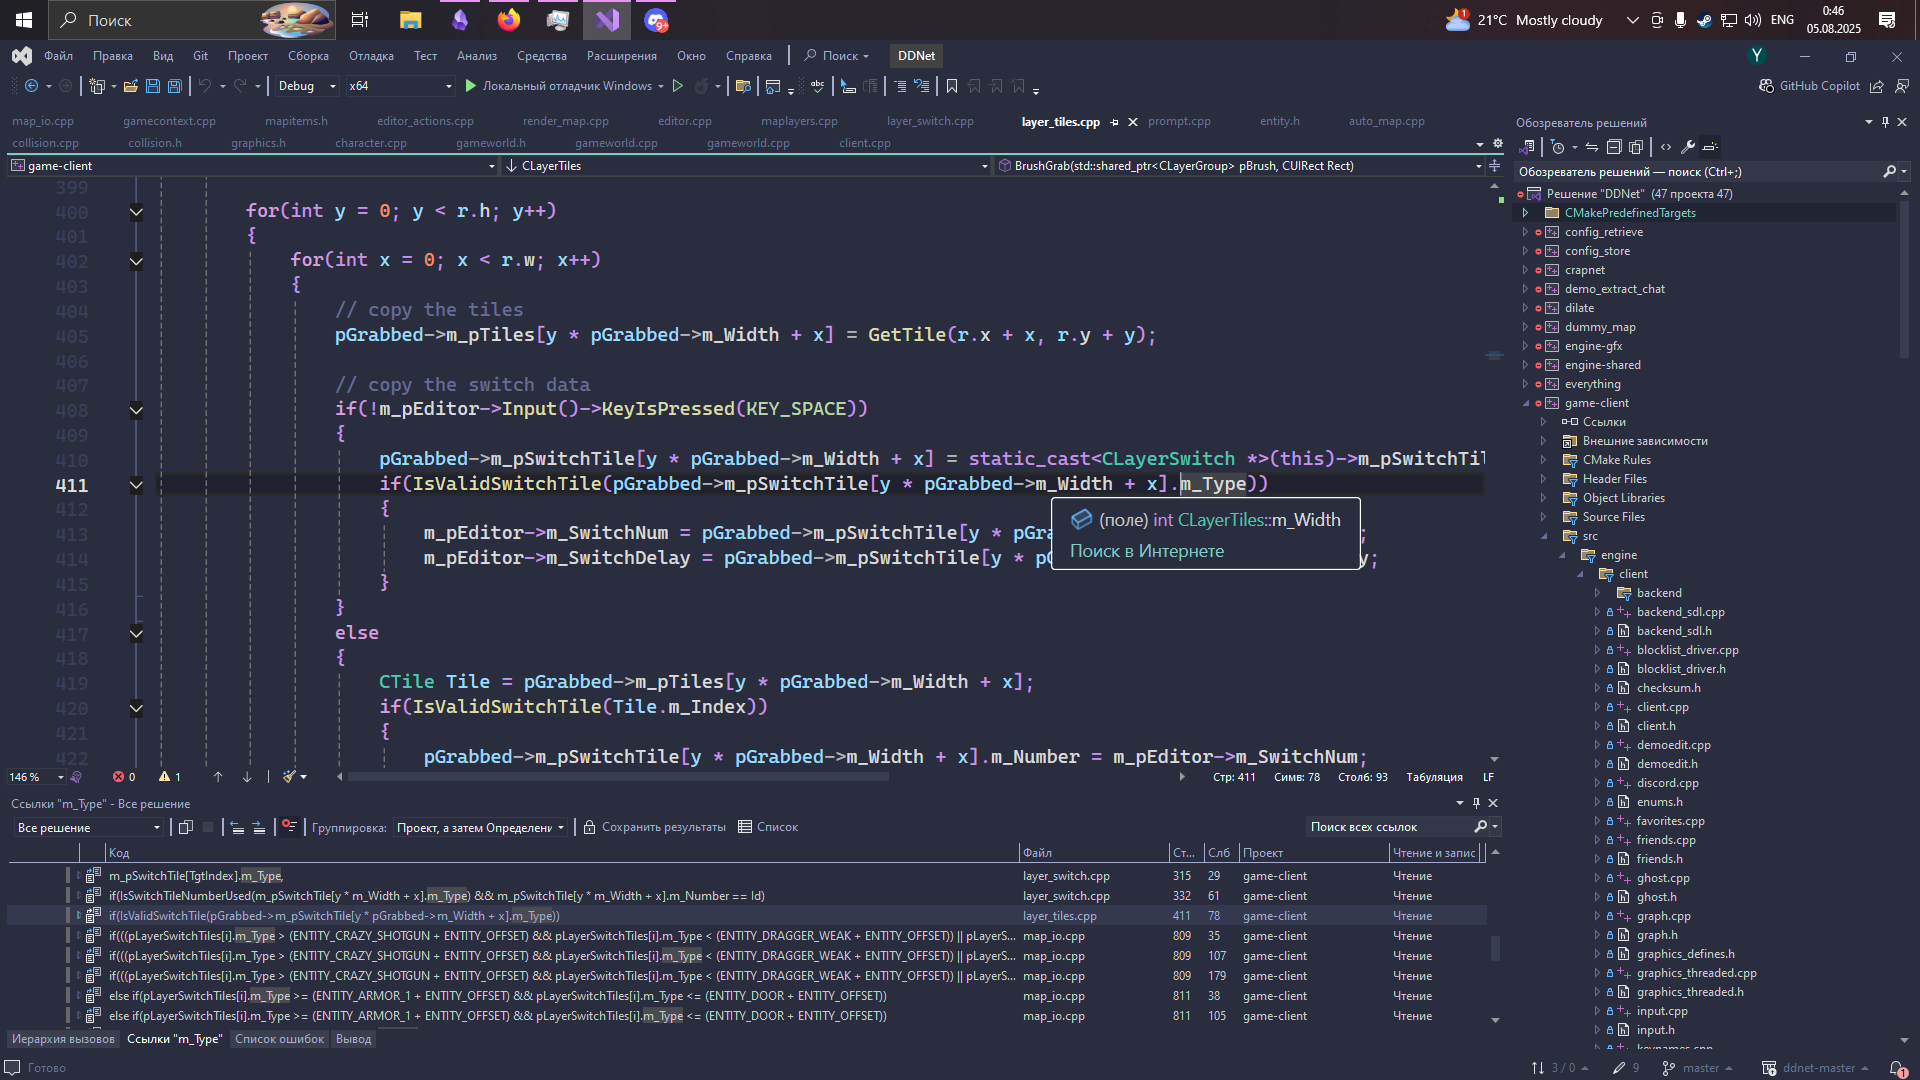 Поиск
9+
1
21°C Mostly cloudy
ENG
0:46
05.08.2025
Файл Правка Вид Git Проект Сборка Отладка Тест Анализ Средства Расширения Окно Справка Поиск DDNet
Y
Debug x64 Локальный отладчик Windows
GitHub Copilot
map_io.cpp gamecontext.cpp mapitems.h editor_actions.cpp render_map.cpp editor.cpp maplayers.cpp layer_switch.cpp layer_tiles.cpp prompt.cpp entity.h auto_map.cpp
collision.cpp collision.h graphics.h character.cpp gameworld.h gameworld.cpp gameworld.cpp client.cpp
game-client CLayerTiles BrushGrab(std::shared_ptr<CLayerGroup> pBrush, CUIRect Rect)
399
400 for(int y = 0; y < r.h; y++)
401 {
402 for(int x = 0; x < r.w; x++)
403 {
404 // copy the tiles
405 pGrabbed->m_pTiles[y * pGrabbed->m_Width + x] = GetTile(r.x + x, r.y + y);
406
407 // copy the switch data
408 if(!m_pEditor->Input()->KeyIsPressed(KEY_SPACE))
409 {
410 pGrabbed->m_pSwitchTile[y * pGrabbed->m_Width + x] = static_cast<CLayerSwitch *>(this)->m_pSwitchTil
411 if(IsValidSwitchTile(pGrabbed->m_pSwitchTile[y * pGrabbed->m_Width + x].m_Type))
412 {
413 m_pEditor->m_SwitchNum = pGrabbed->m_pSwitchTile[y * pGra ;
414 m_pEditor->m_SwitchDelay = pGrabbed->m_pSwitchTile[y * p y;
415 }
416 }
417 else
418 {
419 CTile Tile = pGrabbed->m_pTiles[y * pGrabbed->m_Width + x];
420 if(IsValidSwitchTile(Tile.m_Index))
421 {
422 pGrabbed->m_pSwitchTile[y * pGrabbed->m_Width + x].m_Number = m_pEditor->m_SwitchNum;
(поле) int CLayerTiles::m_Width
Поиск в Интернете
146 % 0 1 Стр: 411 Симв: 78 Столб: 93 Табуляция LF
Ссылки "m_Type" - Все решение
Все решение Группировка: Проект, а затем Определени Сохранить результаты Список Поиск всех ссылок
Код Файл Ст... Слб Проект Чтение и запис
m_pSwitchTile[TgtIndex].m_Type, layer_switch.cpp 315 29 game-client Чтение
if(IsSwitchTileNumberUsed(m_pSwitchTile[y * m_Width + x].m_Type) && m_pSwitchTile[y * m_Width + x].m_Number == Id) layer_switch.cpp 332 61 game-client Чтение
if(IsValidSwitchTile(pGrabbed->m_pSwitchTile[y * pGrabbed->m_Width + x].m_Type)) layer_tiles.cpp 411 78 game-client Чтение
if(((pLayerSwitchTiles[i].m_Type > (ENTITY_CRAZY_SHOTGUN + ENTITY_OFFSET) && pLayerSwitchTiles[i].m_Type < (ENTITY_DRAGGER_WEAK + ENTITY_OFFSET)) || pLayerS... map_io.cpp 809 35 game-client Чтение
if(((pLayerSwitchTiles[i].m_Type > (ENTITY_CRAZY_SHOTGUN + ENTITY_OFFSET) && pLayerSwitchTiles[i].m_Type < (ENTITY_DRAGGER_WEAK + ENTITY_OFFSET)) || pLayerS... map_io.cpp 809 107 game-client Чтение
if(((pLayerSwitchTiles[i].m_Type > (ENTITY_CRAZY_SHOTGUN + ENTITY_OFFSET) && pLayerSwitchTiles[i].m_Type < (ENTITY_DRAGGER_WEAK + ENTITY_OFFSET)) || pLayerS... map_io.cpp 809 179 game-client Чтение
else if(pLayerSwitchTiles[i].m_Type >= (ENTITY_ARMOR_1 + ENTITY_OFFSET) && pLayerSwitchTiles[i].m_Type <= (ENTITY_DOOR + ENTITY_OFFSET)) map_io.cpp 811 38 game-client Чтение
else if(pLayerSwitchTiles[i].m_Type >= (ENTITY_ARMOR_1 + ENTITY_OFFSET) && pLayerSwitchTiles[i].m_Type <= (ENTITY_DOOR + ENTITY_OFFSET)) map_io.cpp 811 105 game-client Чтение
Иерархия вызовов Ссылки "m_Type" Список ошибок Вывод
Обозреватель решений
Обозреватель решений — поиск (Ctrl+;)
Решение "DDNet" (47 проекта 47)
CMakePredefinedTargets
config_retrieve
config_store
crapnet
demo_extract_chat
dilate
dummy_map
engine-gfx
engine-shared
everything
game-client
Ссылки
Внешние зависимости
CMake Rules
Header Files
Object Libraries
Source Files
src
engine
client
backend
backend_sdl.cpp
backend_sdl.h
blocklist_driver.cpp
blocklist_driver.h
checksum.h
client.cpp
client.h
demoedit.cpp
demoedit.h
discord.cpp
enums.h
favorites.cpp
friends.cpp
friends.h
ghost.cpp
ghost.h
graph.cpp
graph.h
graphics_defines.h
graphics_threaded.cpp
graphics_threaded.h
input.cpp
input.h
keynames.cpp
Готово 3 / 0 9 master ddnet-master 1